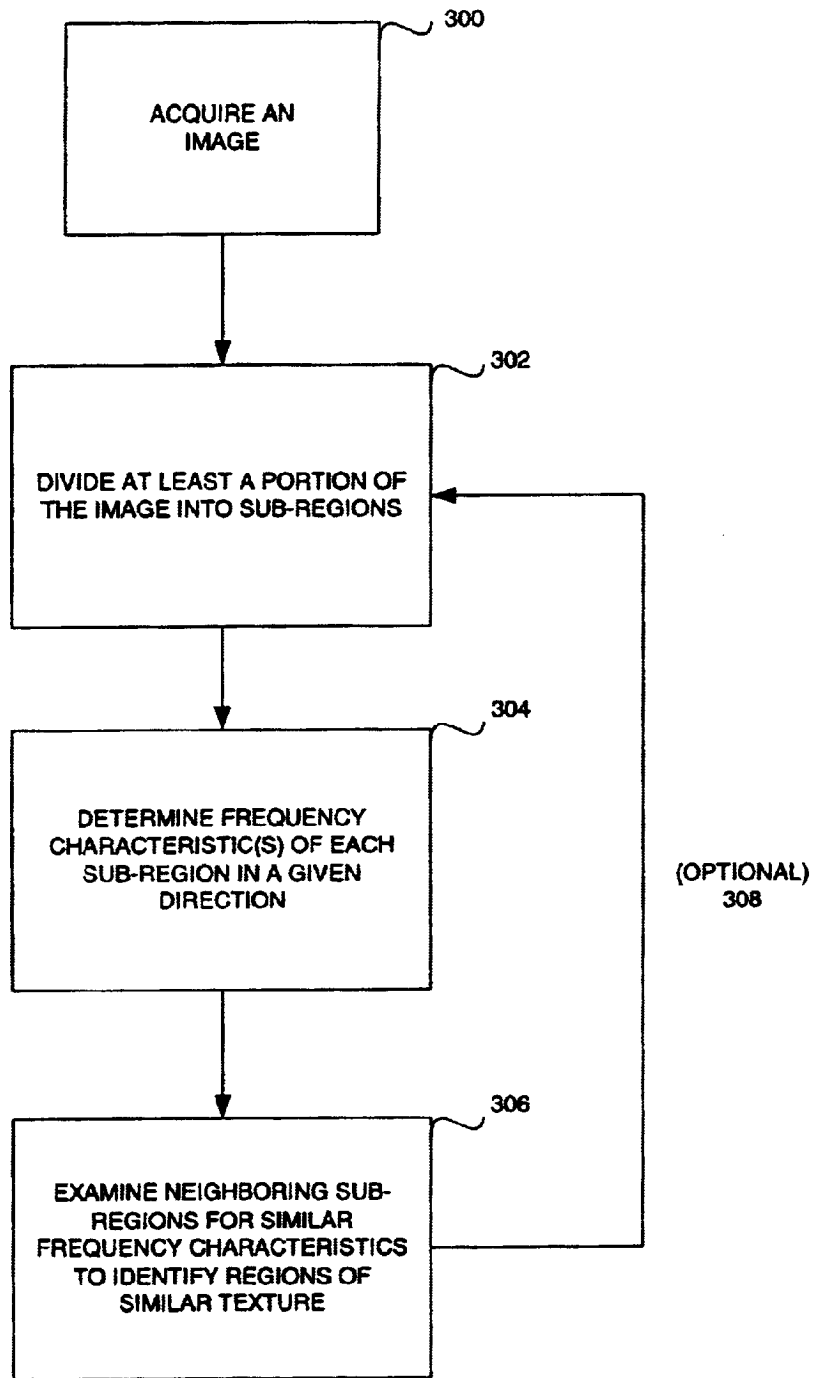 300
ACQUIRE AN
IMAGE
302
DIVIDE AT LEAST A PORTION OF
THE IMAGE INTO SUB-REGIONS
304
DETERMINE FREQUENCY
CHARACTERISTIC(S) OF EACH
SUB-REGION IN A GIVEN
DIRECTION
(OPTIONAL)
308
306
EXAMINE NEIGHBORING SUB-
REGIONS FOR SIMILAR
FREQUENCY CHARACTERISTICS
TO IDENTIFY REGIONS OF
SIMILAR TEXTURE